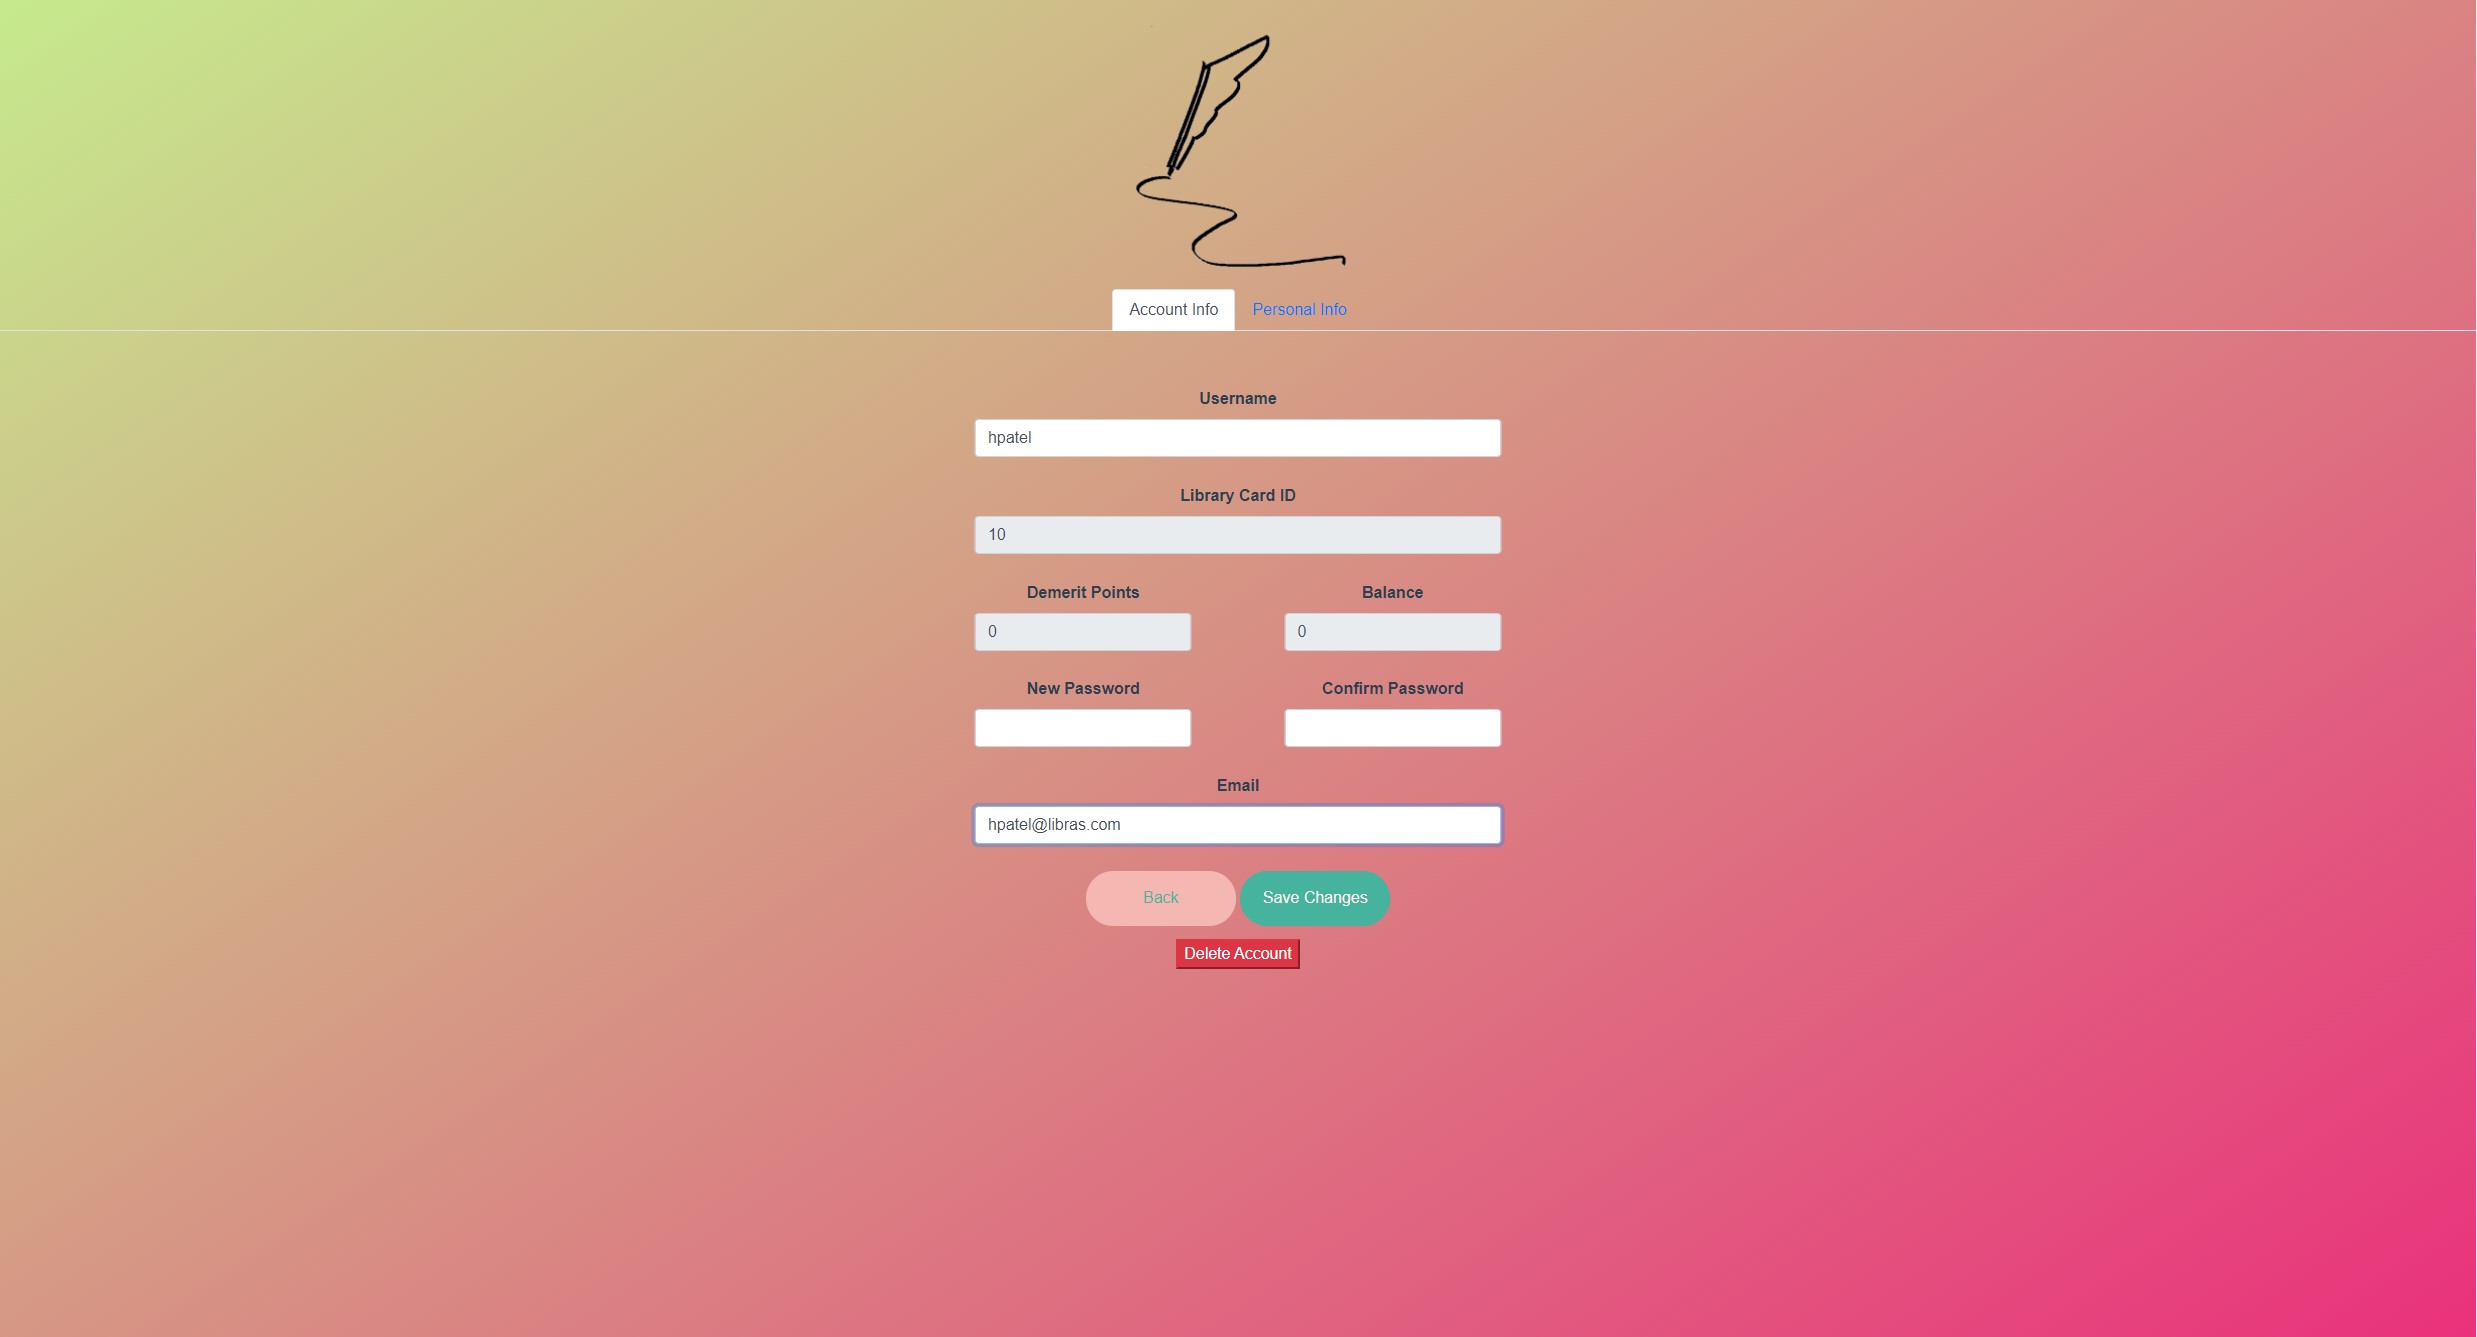 Account Info Personal Info
Username
hpatel
Library Card ID
10
Demerit Points Balance
0 0
New Password Confirm Password
Email
hpatel@libras.com
Back Save Changes
Delete Account